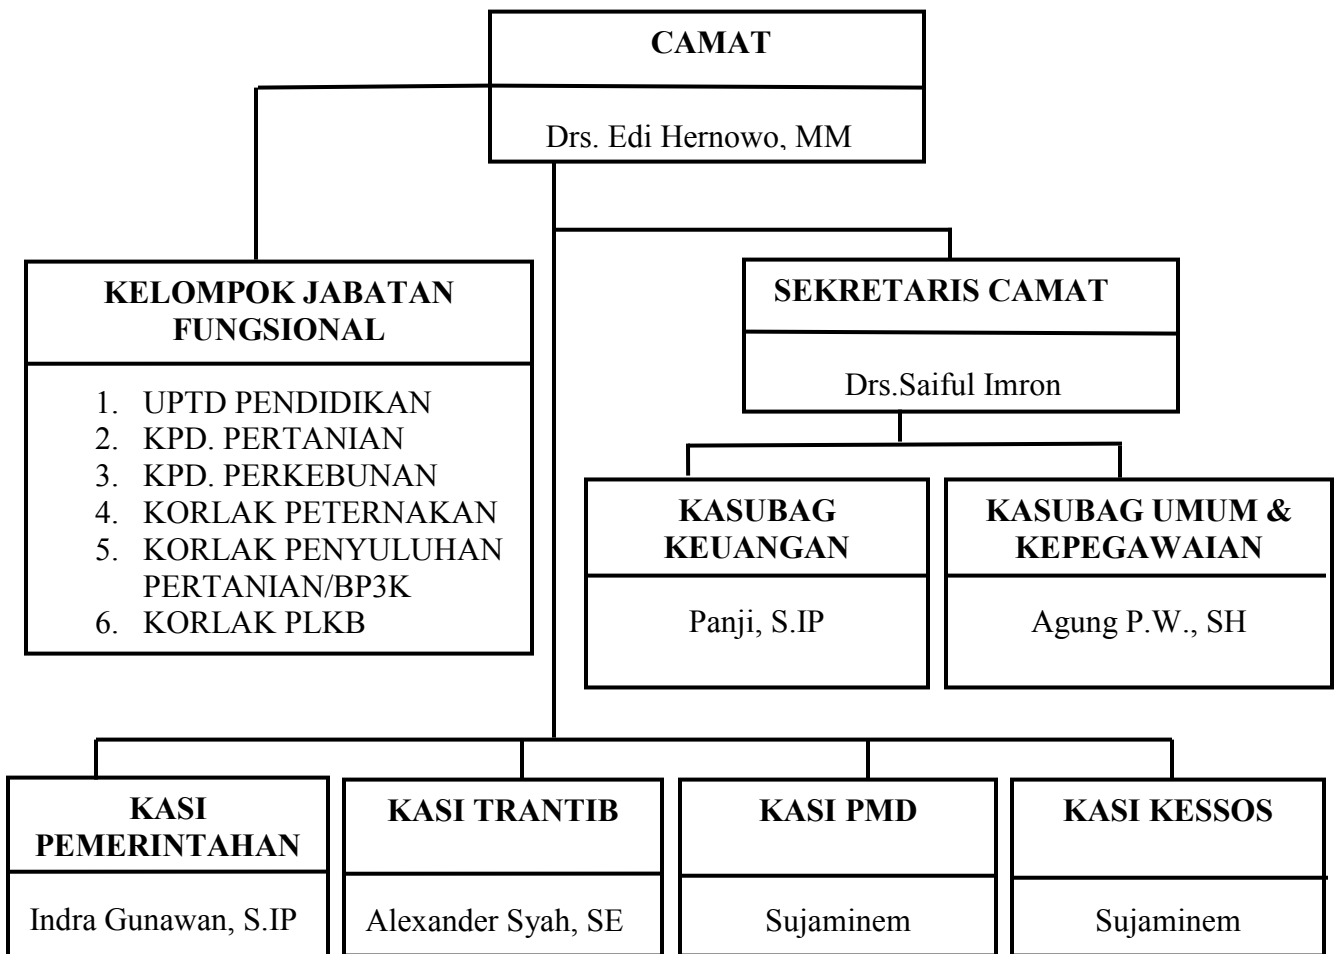 CAMAT
Drs. Edi Hernowo, MM
KELOMPOK JABATAN
FUNGSIONAL
1. UPTD PENDIDIKAN
2. KPD. PERTANIAN
3. KPD. PERKEBUNAN
4. KORLAK PETERNAKAN
5. KORLAK PENYULUHAN
PERTANIAN/BP3K
6. KORLAK PLKB
SEKRETARIS CAMAT
Drs.Saiful Imron
KASUBAG
KEUANGAN
Panji, S.IP
KASUBAG UMUM &
KEPEGAWAIAN
Agung P.W., SH
KASI
PEMERINTAHAN
Indra Gunawan, S.IP
KASI TRANTIB
Alexander Syah, SE
KASI PMD
Sujaminem
KASI KESSOS
Sujaminem